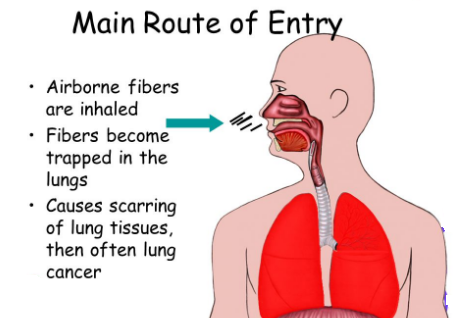 Main Route of Entry
• Airborne fibers
are inhaled
• Fibers become
trapped in the
lungs
• Causes scarring
of lung tissues,
then often lung
cancer